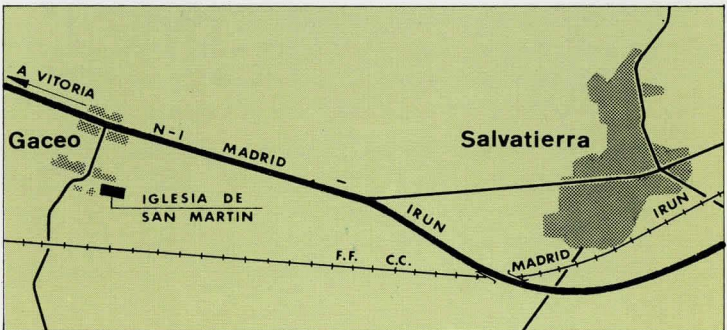 A VITORIA
Gaceo
N-I MADRID
IRUN
Salvatierra
IGLESIA DE
SAN MARTIN
F.F. C.C.
MADRID IRUN